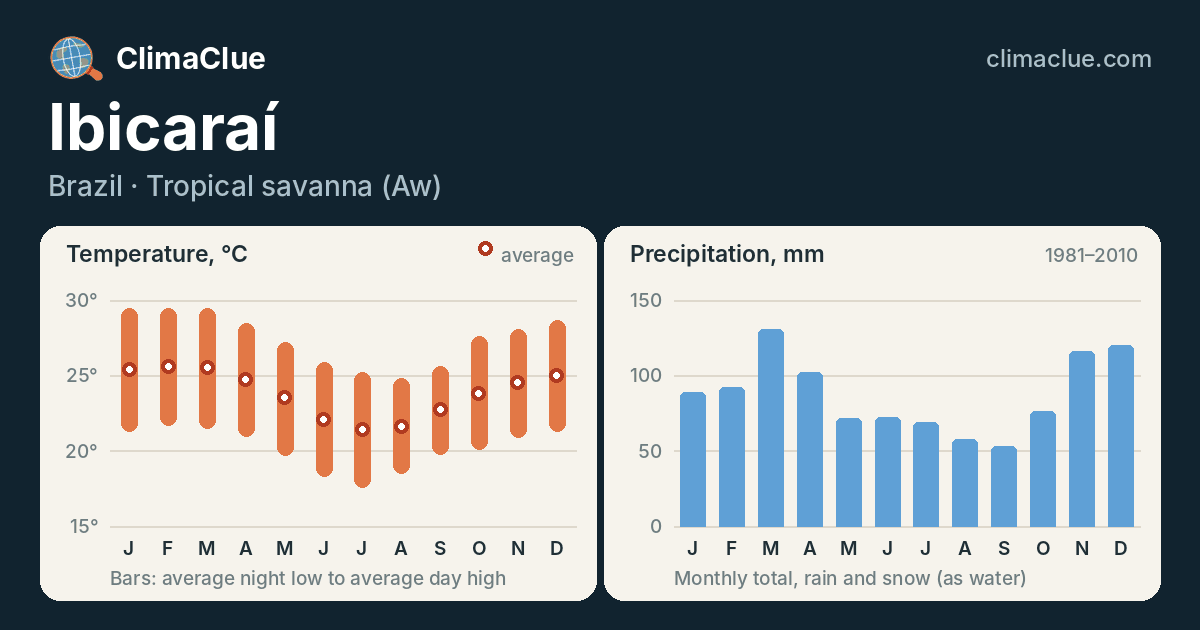 ClimaClue
climaclue.com
Ibicaraí
Brazil · Tropical savanna (Aw)
Temperature, °C
average
30°
25°
20°
15°
J F M A M J J A S O N D
Bars: average night low to average day high
Precipitation, mm
1981–2010
150
100
50
0
J F M A M J J A S O N D
Monthly total, rain and snow (as water)